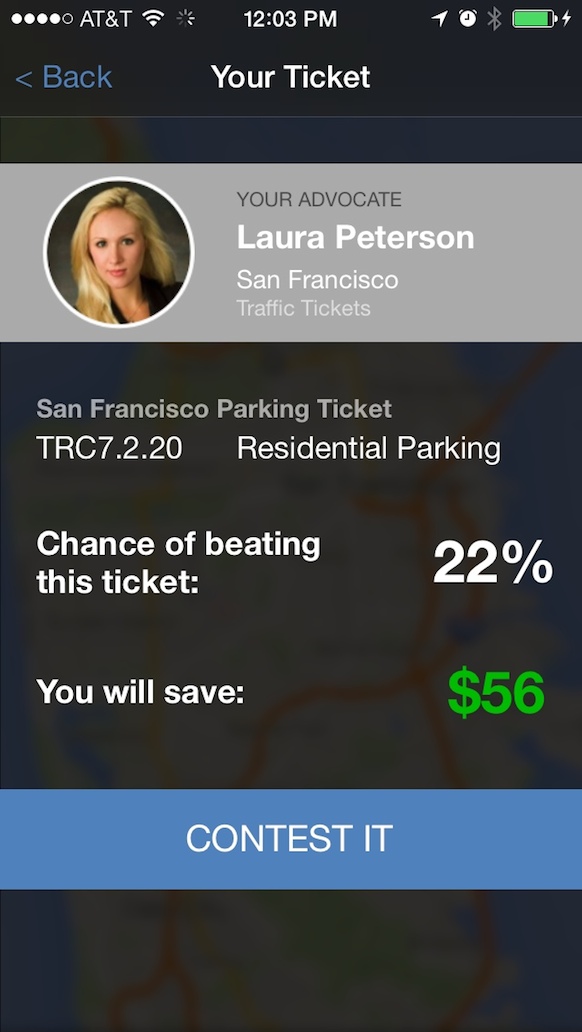 AT&T 12:03 PM
< Back Your Ticket
YOUR ADVOCATE
Laura Peterson
San Francisco
Traffic Tickets
San Francisco Parking Ticket
TRC7.2.20 Residential Parking
Chance of beating
this ticket:
22%
You will save: $56
CONTEST IT